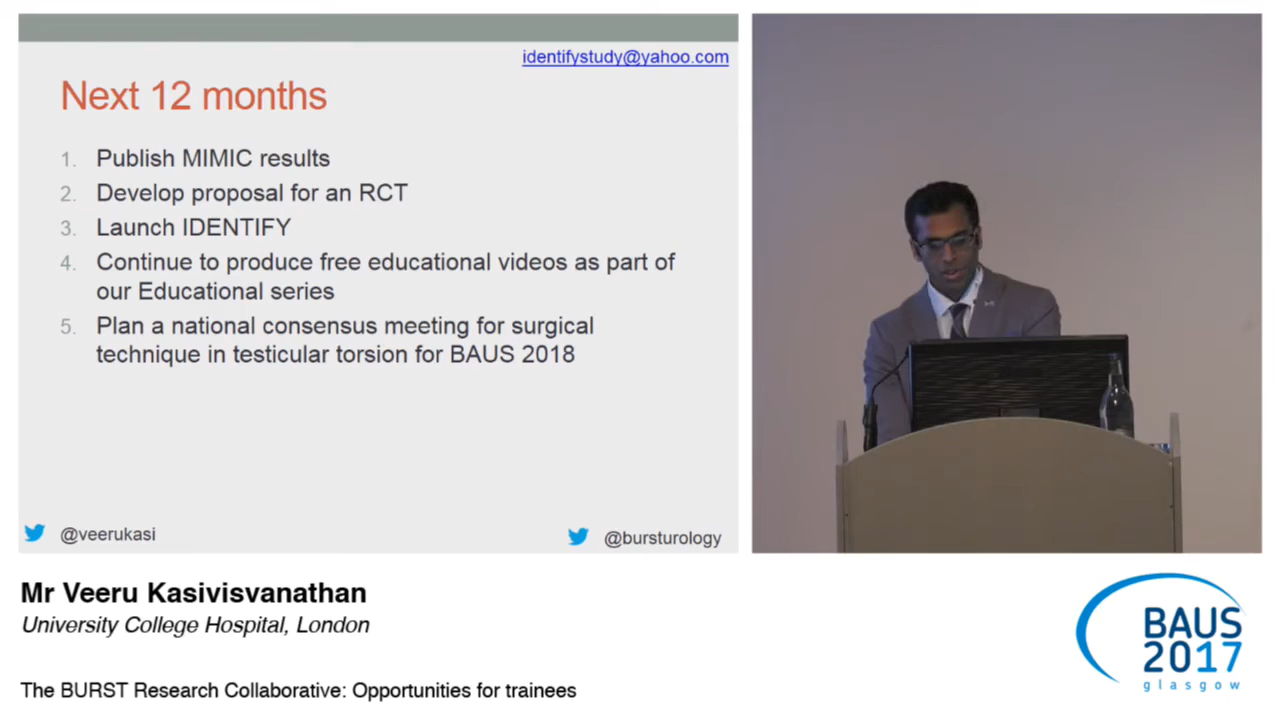 identifystudy@yahoo.com
Next 12 months
1. Publish MIMIC results
2. Develop proposal for an RCT
3. Launch IDENTIFY
4. Continue to produce free educational videos as part of
our Educational series
5. Plan a national consensus meeting for surgical
technique in testicular torsion for BAUS 2018
@veerukasi
@bursturology
Mr Veeru Kasivisvanathan
University College Hospital, London
The BURST Research Collaborative: Opportunities for trainees
BAUS
2017
glasgow